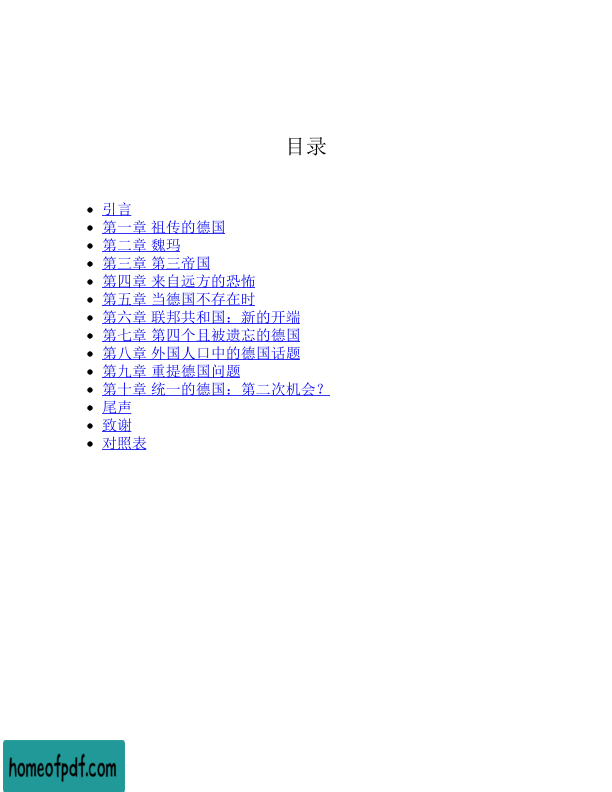 目录
引言
第一章 祖传的德国
第二章 魏玛
第三章 第三帝国
第四章 来自远方的恐怖
第五章 当德国不存在时
第六章 联邦共和国：新的开端
第七章 第四个且被遗忘的德国
第八章 外国人口中的德国话题
第九章 重提德国问题
第十章 统一的德国：第二次机会？
尾声
致谢
对照表
homeofpdf.com